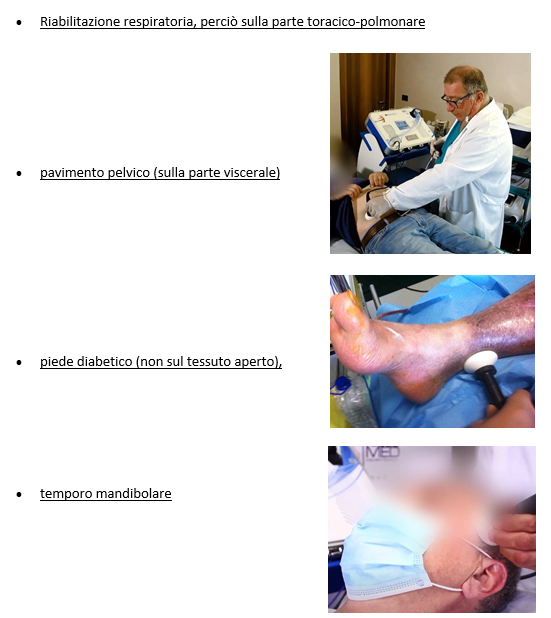 Riabilitazione respiratoria, perciò sulla parte toracico-polmonare
pavimento pelvico (sulla parte viscerale)
piede diabetico (non sul tessuto aperto),
MED
temporo mandibolare